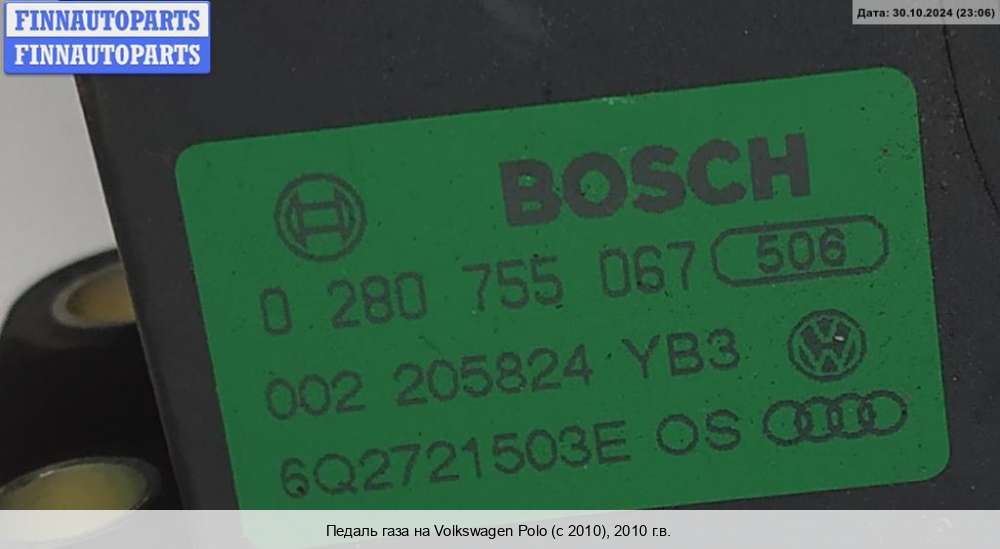 FINNAUTOPARTS
FINNAUTOPARTS
Дата: 30.10.2024 (23:06)
BOSCH
0 280 755 067 506
002 205824 YB3
6Q2721503E OS
Педаль газа на Volkswagen Polo (с 2010), 2010 г.в.